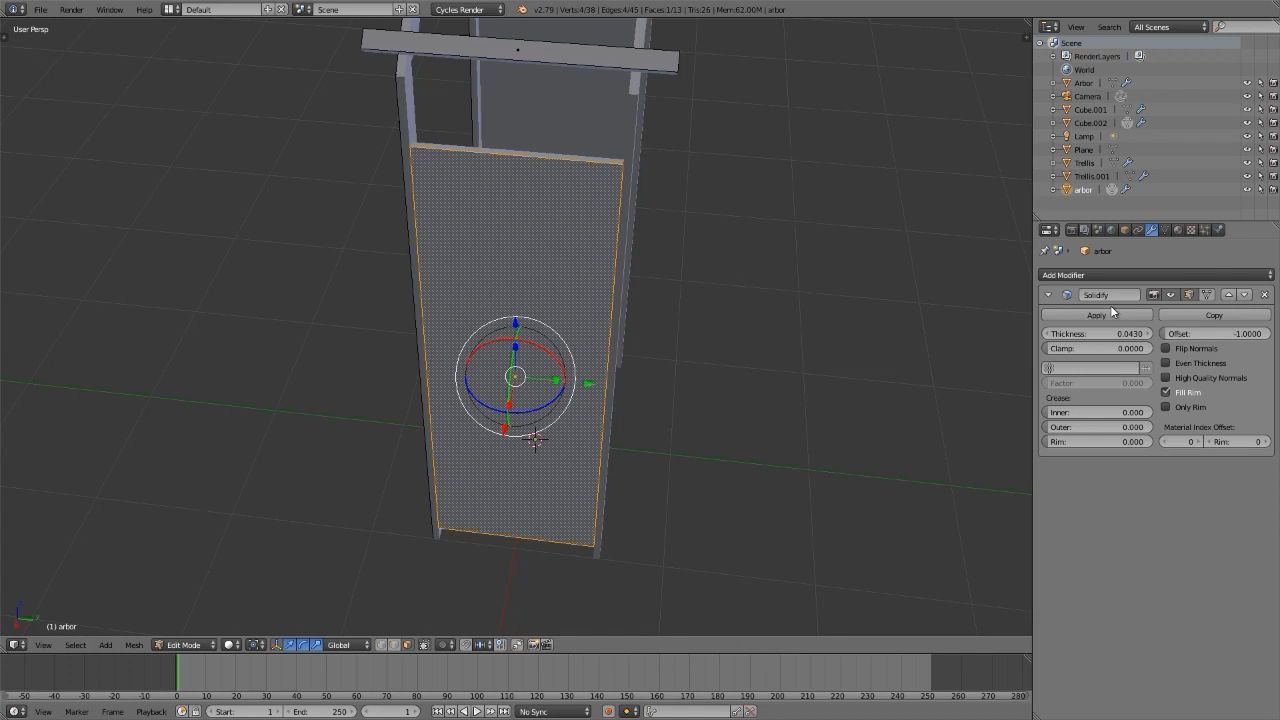 File Render Window Help Default Scene Cycles Render v2.79 | Verts:4/38 | Edges:4/45 | Faces:1/13 | Tris:26 | Mem:62.00M | arbor
User Persp
View Search All Scenes
Scene
RenderLayers
World
Arbor
Camera
Cube.001
Cube.002
Lamp
Plane
Trellis
Trellis.001
arbor
arbor
Add Modifier
Solidify
Apply Copy
Thickness: 0.0430 Offset: -1.0000
Clamp: 0.0000 Flip Normals
Even Thickness
Factor: 0.000 High Quality Normals
Crease: Fill Rim
Inner: 0.000 Only Rim
Outer: 0.000 Material Index Offset:
Rim: 0.000 0 Rim: 0
(1) arbor
View Select Add Mesh Edit Mode Global
-50 -40 -30 -20 -10 0 10 20 30 40 50 60 70 80 90 100 110 120 130 140 150 160 170 180 190 200 210 220 230 240 250 260 270 280
View Marker Frame Playback Start: 1 End: 250 1 No Sync